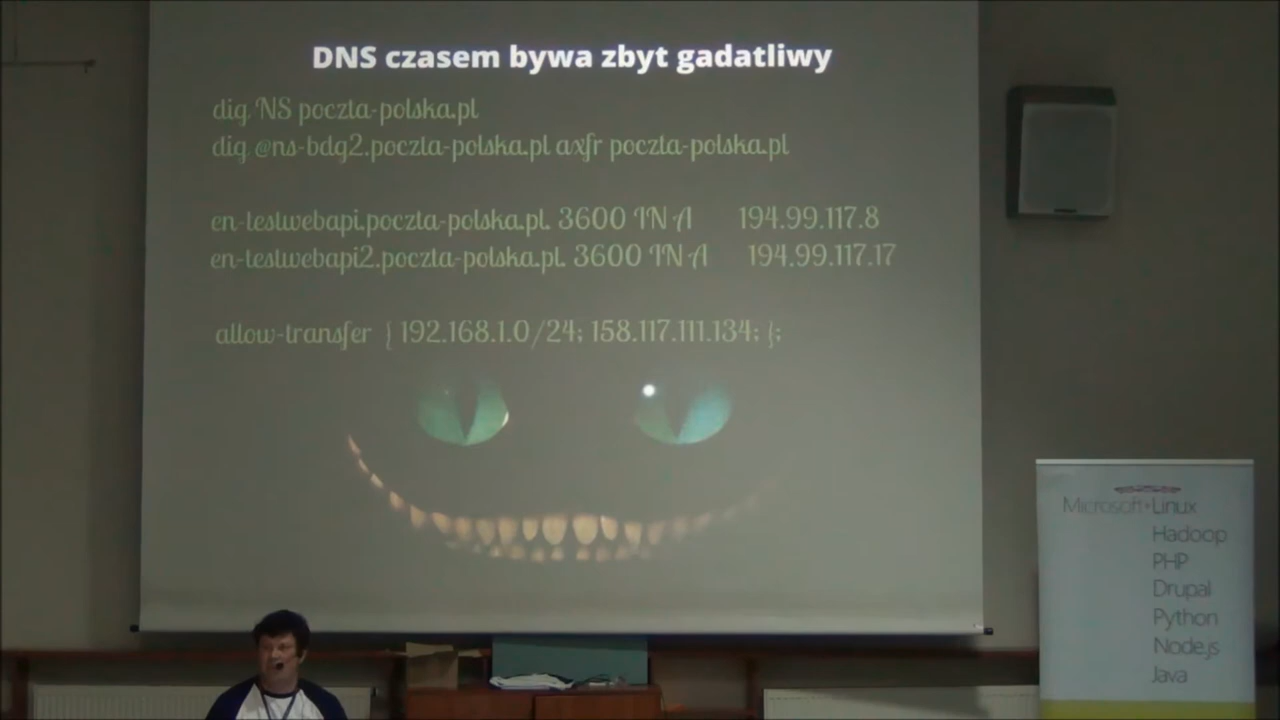 DNS czasem bywa zbyt gadatliwy
dig NS poczta-polska.pl
dig @ns-bdg2.poczta-polska.pl axfr poczta-polska.pl
en-testwebapi.poczta-polska.pl. 3600 IN A 194.99.117.8
en-testwebapi2.poczta-polska.pl. 3600 IN A 194.99.117.17
allow-transfer { 192.168.1.0/24; 158.117.111.134; };
Microsoft+Linux
Hadoop
PHP
Drupal
Python
Node.js
Java